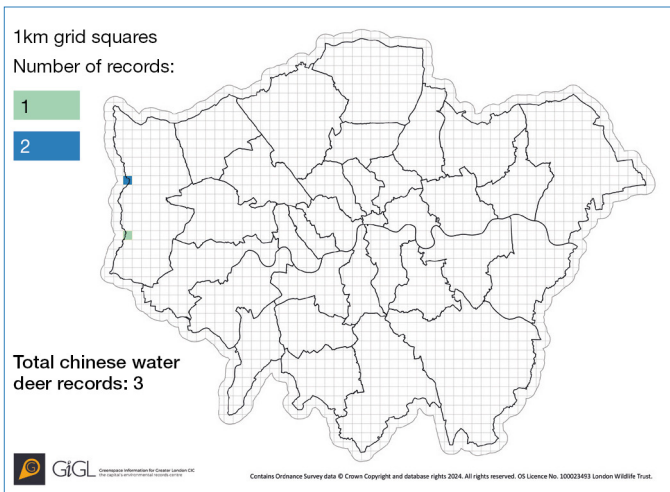 1km grid squares
Number of records:
1
2
Total chinese water
deer records: 3
GiGL
Greenspace Information for Greater London CIC
the capital's environmental records centre
Contains Ordnance Survey data © Crown Copyright and database rights 2024. All rights reserved. OS Licence No. 100023493 London Wildlife Trust.